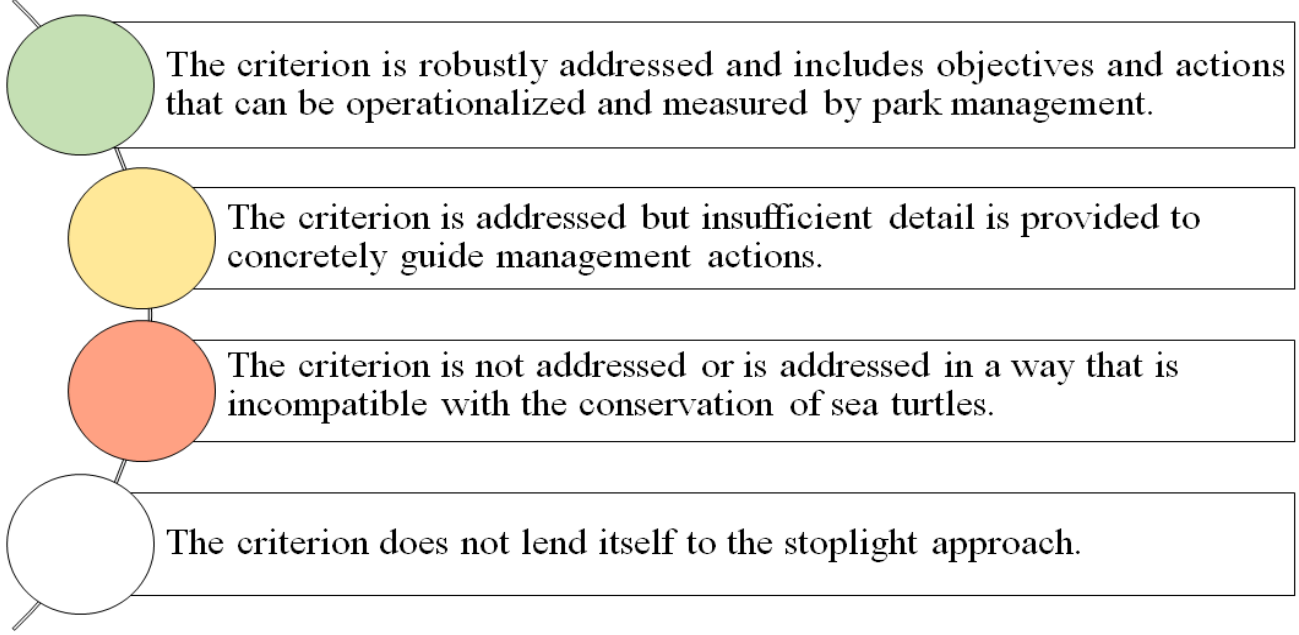 The criterion is robustly addressed and includes objectives and actions
that can be operationalized and measured by park management.
The criterion is addressed but insufficient detail is provided to
concretely guide management actions.
The criterion is not addressed or is addressed in a way that is
incompatible with the conservation of sea turtles.
The criterion does not lend itself to the stoplight approach.